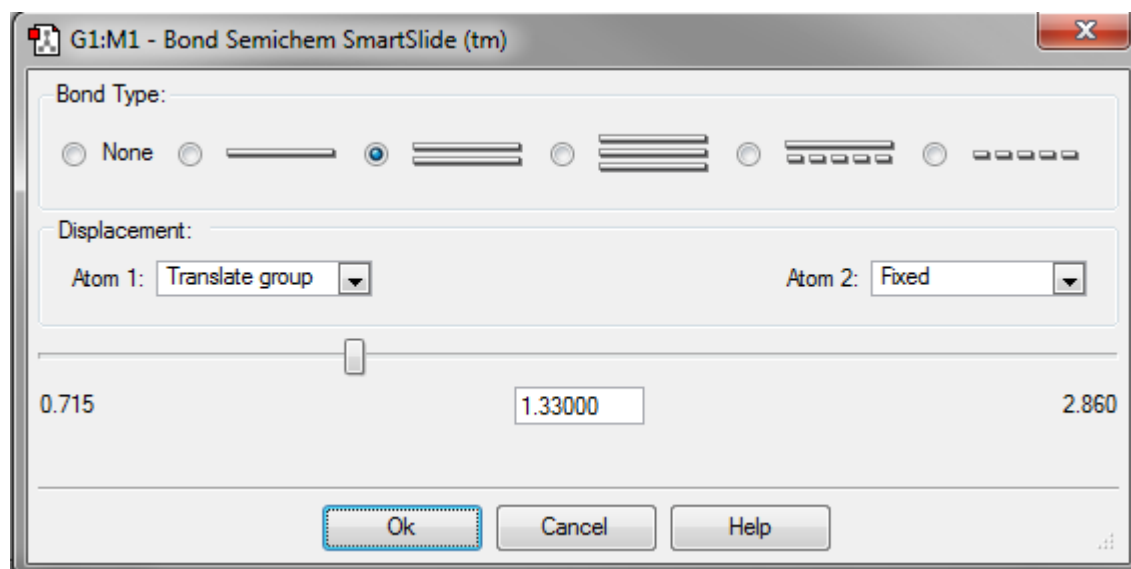 G1:M1 - Bond Semichem SmartSlide (tm)
Bond Type:
None
Displacement:
Atom 1: Translate group Atom 2: Fixed
0.715 1.33000 2.860
Ok Cancel Help